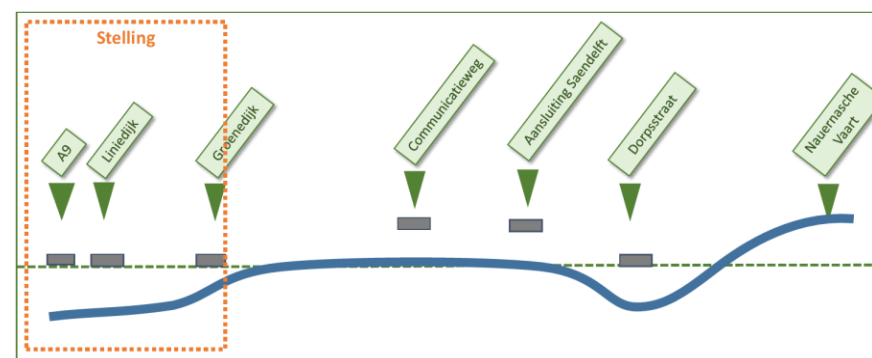 Stelling
A9
Liniedijk
Groenedijk
Communicatieweg
Aansluiting Saendelft
Dorpsstraat
Nauernasche
Vaart